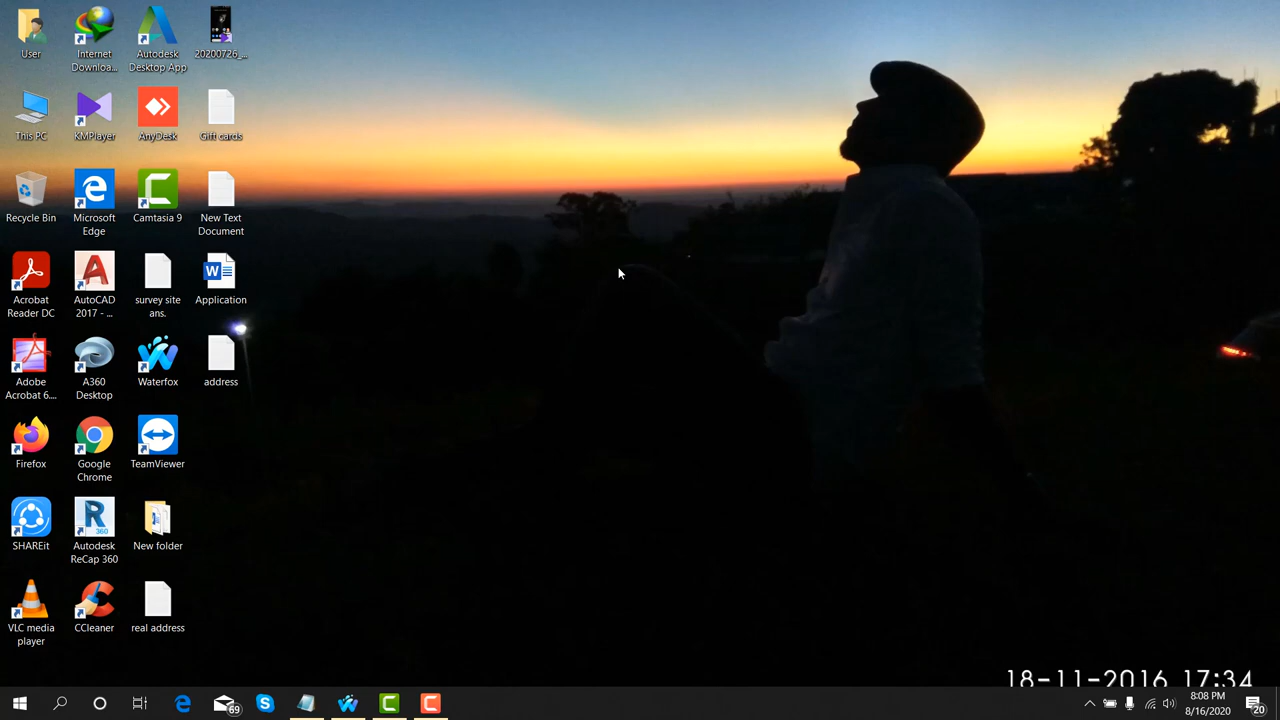 User
Internet
Downloa...
Autodesk
Desktop App
20200726_...
This PC
KMPlayer
AnyDesk
Gift cards
Recycle Bin
Microsoft
Edge
Camtasia 9
New Text
Document
Acrobat
Reader DC
AutoCAD
2017 - ...
survey site
ans.
Application
Adobe
Acrobat 6....
A360
Desktop
Waterfox
address
Firefox
Google
Chrome
TeamViewer
SHAREit
360
Autodesk
ReCap 360
New folder
VLC media
player
CCleaner
real address
18-11-2016 17:34
69
8:08 PM
8/16/2020
20